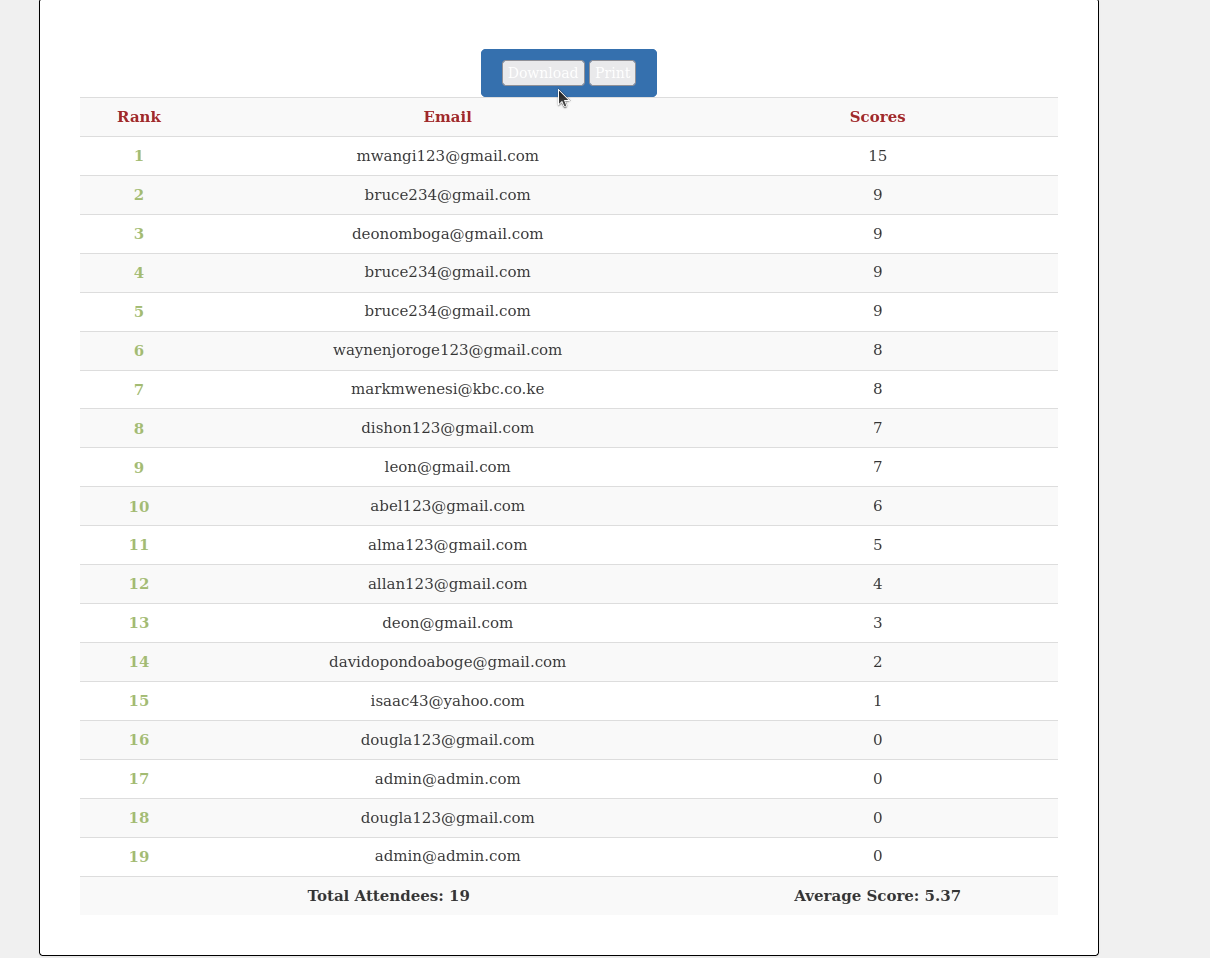 Download Print
Rank Email Scores
1 mwangi123@gmail.com 15
2 bruce234@gmail.com 9
3 deonomboga@gmail.com 9
4 bruce234@gmail.com 9
5 bruce234@gmail.com 9
6 waynenjoroge123@gmail.com 8
7 markmwenesi@kbc.co.ke 8
8 dishon123@gmail.com 7
9 leon@gmail.com 7
10 abel123@gmail.com 6
11 alma123@gmail.com 5
12 allan123@gmail.com 4
13 deon@gmail.com 3
14 davidopondoaboge@gmail.com 2
15 isaac43@yahoo.com 1
16 dougla123@gmail.com 0
17 admin@admin.com 0
18 dougla123@gmail.com 0
19 admin@admin.com 0
Total Attendees: 19 Average Score: 5.37